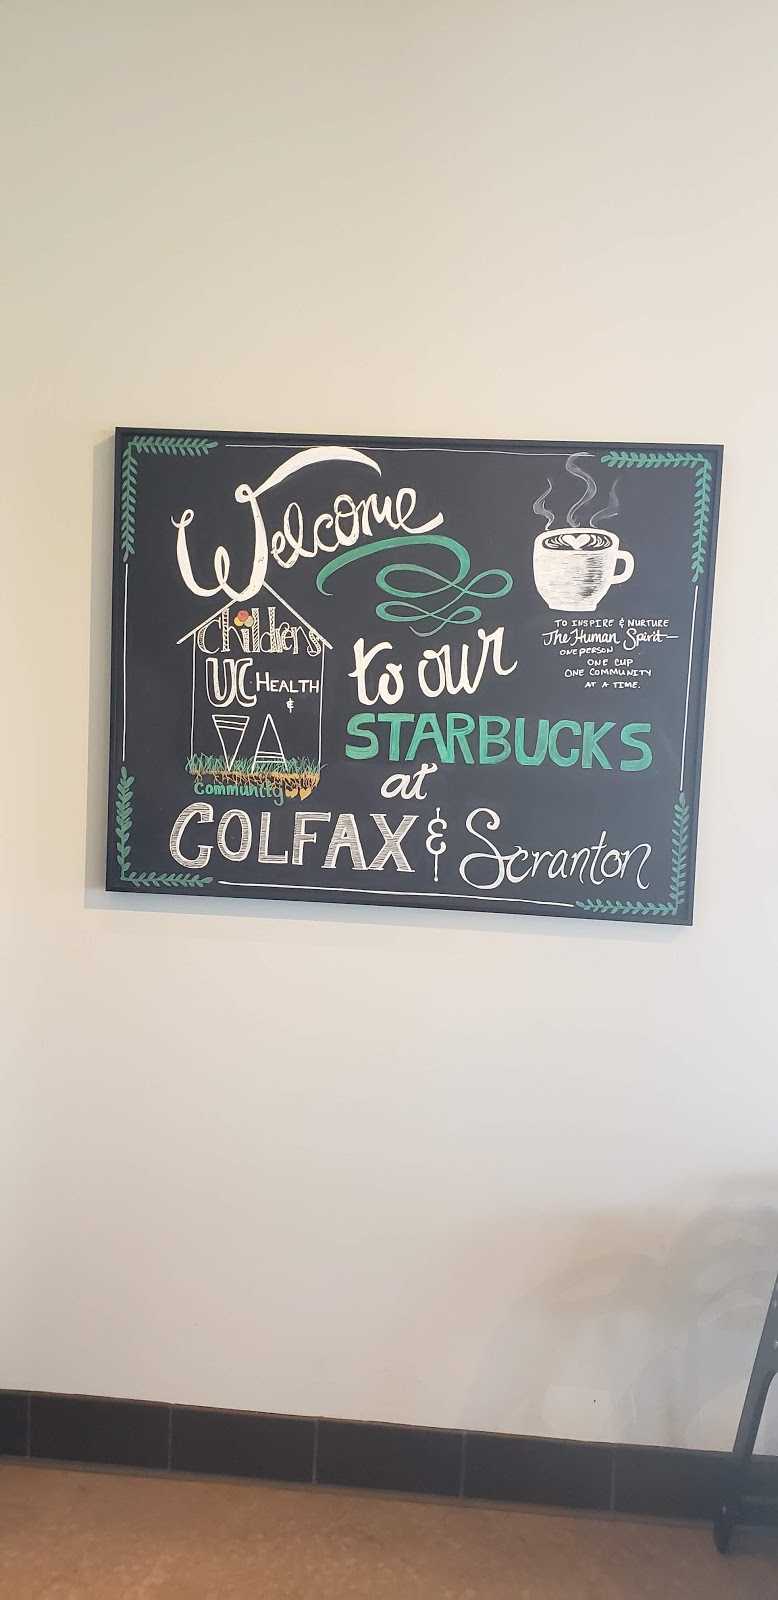 Welcome
Children's
UC HEALTH
&
VA
Community
to our
STARBUCKS
at
COLFAX & Scranton
TO INSPIRE & NURTURE
The Human Spirit—
ONE PERSON
ONE CUP
ONE COMMUNITY
AT A TIME.